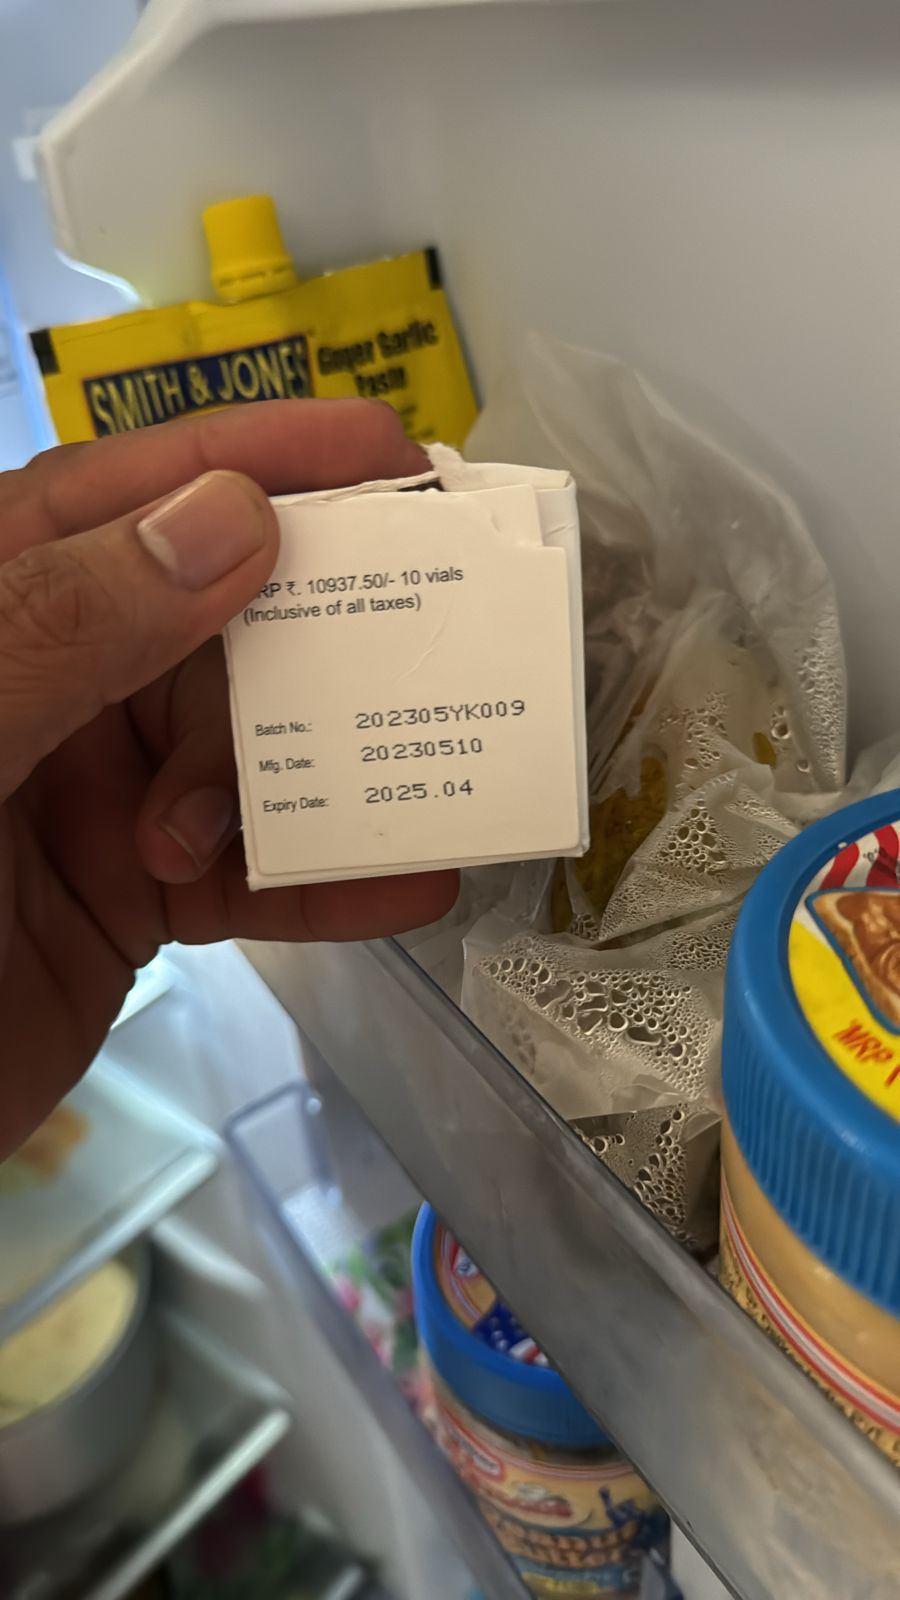 SMITH & JONES
Ginger Garlic
Paste
RP ₹. 10937.50/- 10 vials
(Inclusive of all taxes)
Batch No.: 202305YK009
Mfg. Date: 20230510
Expiry Date: 2025.04
MRP